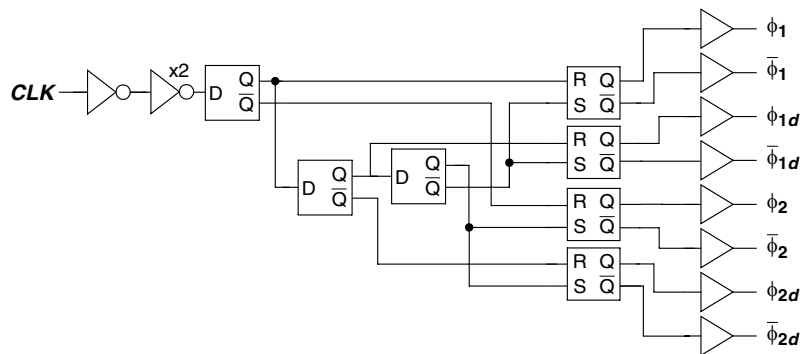 CLK
x2
D Q
Q̅
D Q
Q̅
D Q
Q̅
R Q
S Q̅
R Q
S Q̅
R Q
S Q̅
R Q
S Q̅
ϕ1
ϕ̅1
ϕ1d
ϕ̅1d
ϕ2
ϕ̅2
ϕ2d
ϕ̅2d